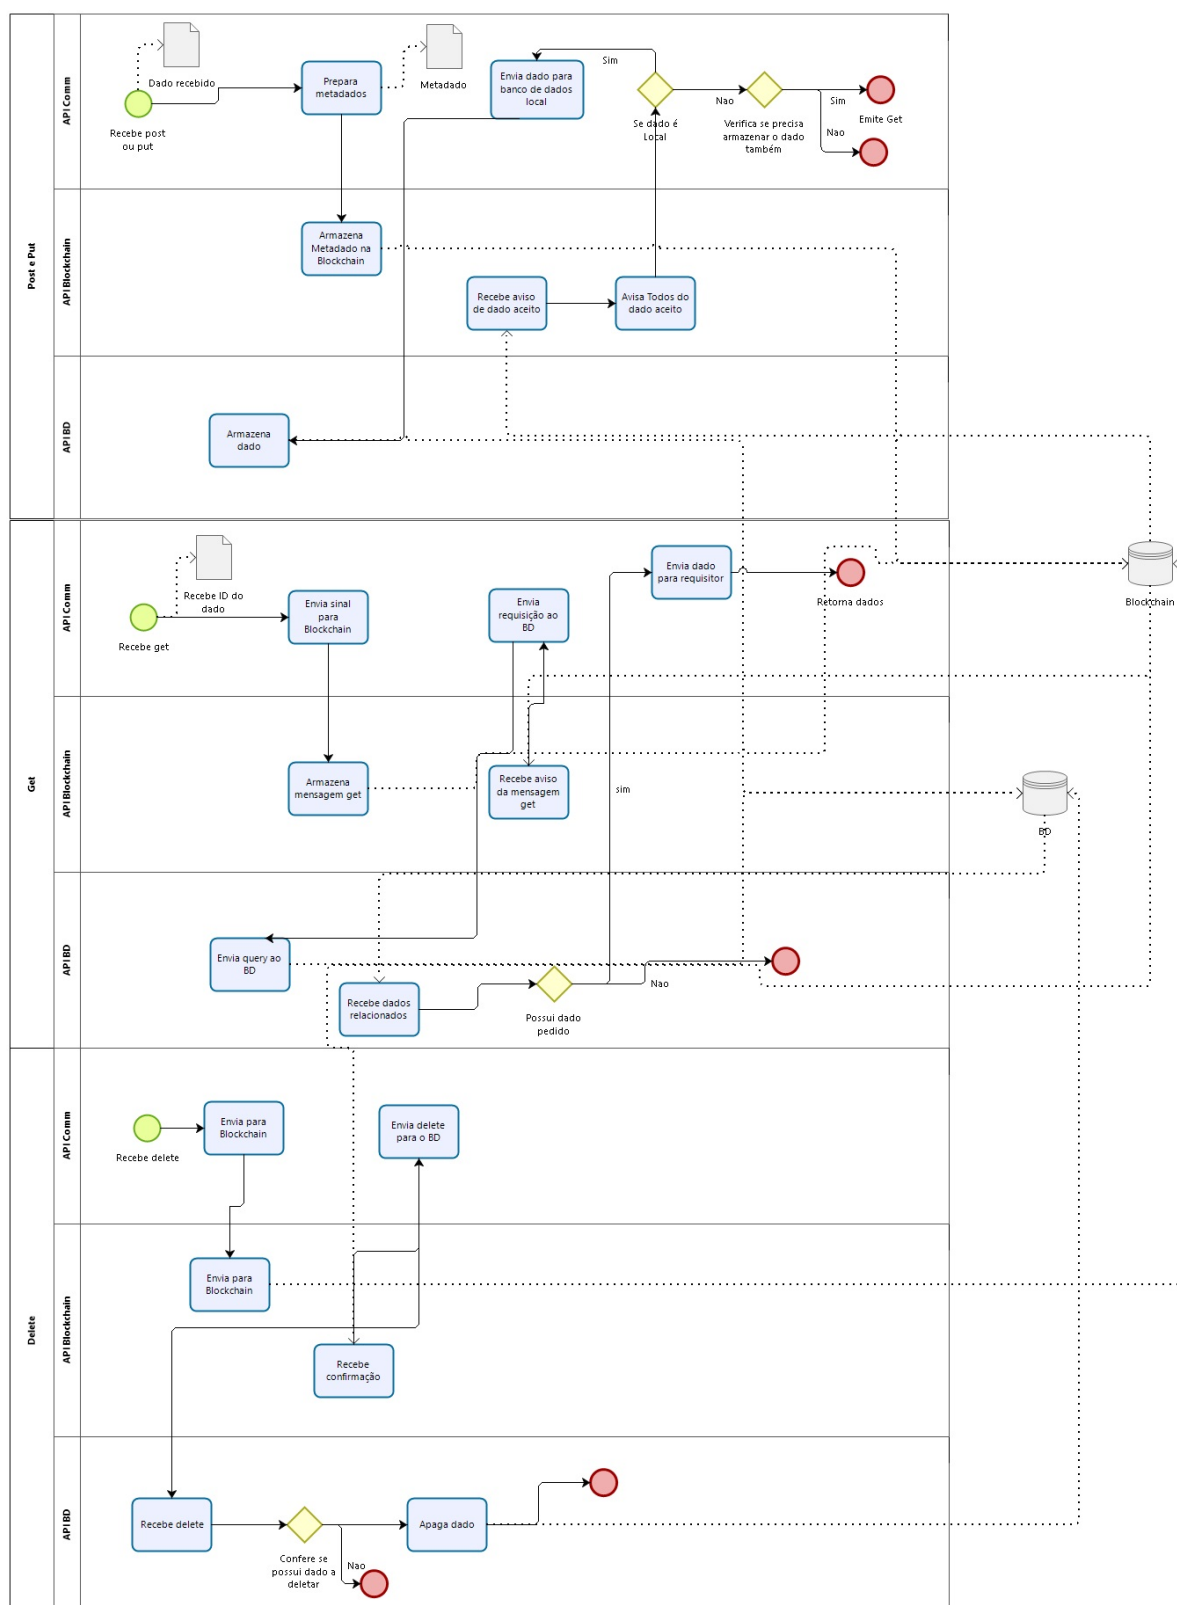 Post e Put
API Comm
Dado recebido
Recebe post
ou put
Prepara
metadados
Metadado
Envia dado para
banco de dados
local
Sim
Se dado é
Local
Nao
Verifica se precisa
armazenar o dado
também
Sim
Emite Get
Nao
API Blockchain
Armazena
Metadado na
Blockchain
Recebe aviso
de dado aceito
Avisa Todos do
dado aceito
API BD
Armazena
dado
Get
API Comm
Recebe ID do
dado
Recebe get
Envia sinal
para
Blockchain
Envia
requisição ao
BD
Envia dado
para requisitor
Retorna dados
Blockchain
API Blockchain
Armazena
mensagem get
Recebe aviso
da mensagem
get
sim
BD
API BD
Envia query ao
BD
Recebe dados
relacionados
Possui dado
pedido
Nao
Delete
API Comm
Recebe delete
Envia para
Blockchain
Envia delete
para o BD
API Blockchain
Envia para
Blockchain
Recebe
confirmação
API BD
Recebe delete
Confere se
possui dado a
deletar
Nao
Apaga dado